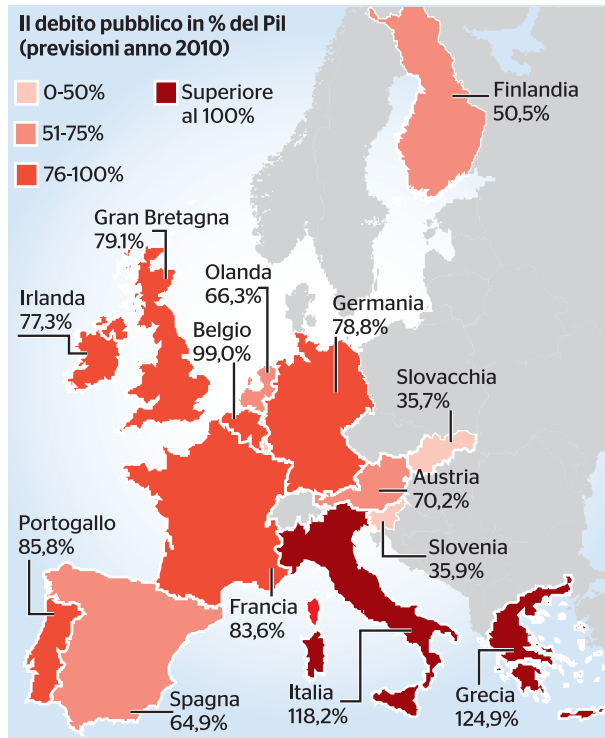 Il debito pubblico in % del Pil
(previsioni anno 2010)
0-50%
Superiore
al 100%
51-75%
76-100%
Finlandia
50,5%
Gran Bretagna
79.1%
Olanda
66,3%
Irlanda
77,3%
Belgio
99,0%
Germania
78,8%
Slovacchia
35,7%
Austria
70,2%
Portogallo
85,8%
Slovenia
35,9%
Francia
83,6%
Spagna
64,9%
Italia
118,2%
Grecia
124,9%